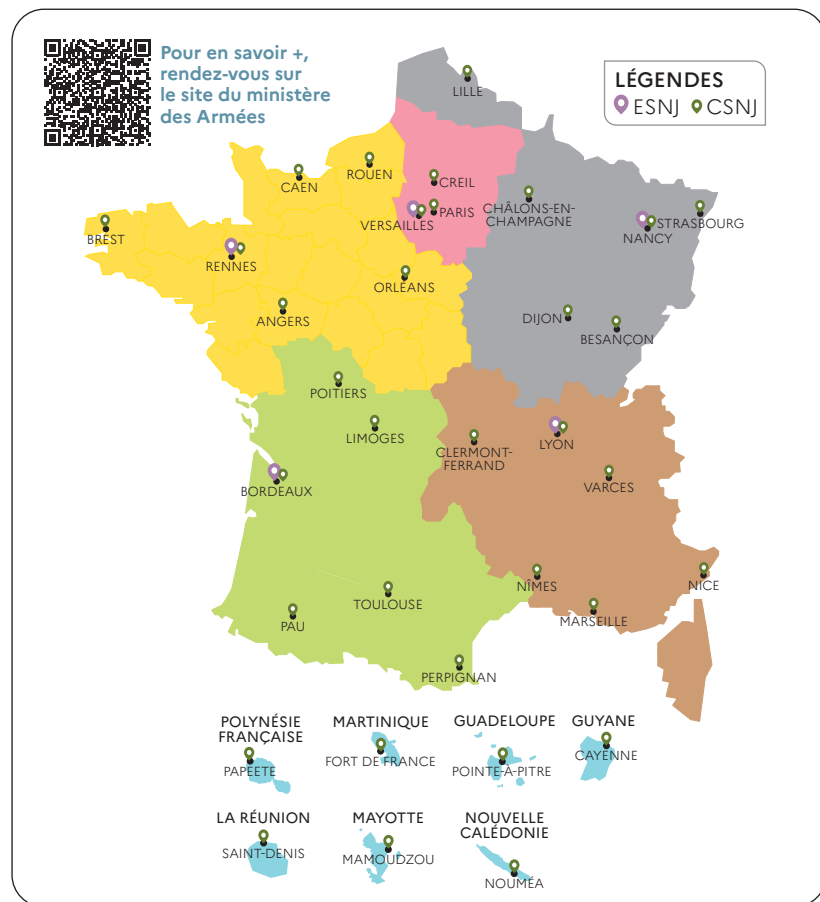 Pour en savoir +,
rendez-vous sur
le site du ministère
des Armées
LÉGENDES
ESNJ CSNJ
LILLE
ROUEN
CAEN
CREIL
PARIS
VERSAILLES
CHÂLONS-EN-
CHAMPAGNE
STRASBOURG
NANCY
BREST
RENNES
ORLÉANS
ANGERS
DIJON
BESANÇON
POITIERS
LIMOGES
CLERMONT-
FERRAND
LYON
BORDEAUX
VARCES
NÎMES
NICE
TOULOUSE
MARSEILLE
PAU
PERPIGNAN
POLYNÉSIE
FRANÇAISE
PAPEETE
MARTINIQUE
FORT DE FRANCE
GUADELOUPE
POINTE-À-PITRE
GUYANE
CAYENNE
LA RÉUNION
SAINT-DENIS
MAYOTTE
MAMOUDZOU
NOUVELLE
CALÉDONIE
NOUMÉA